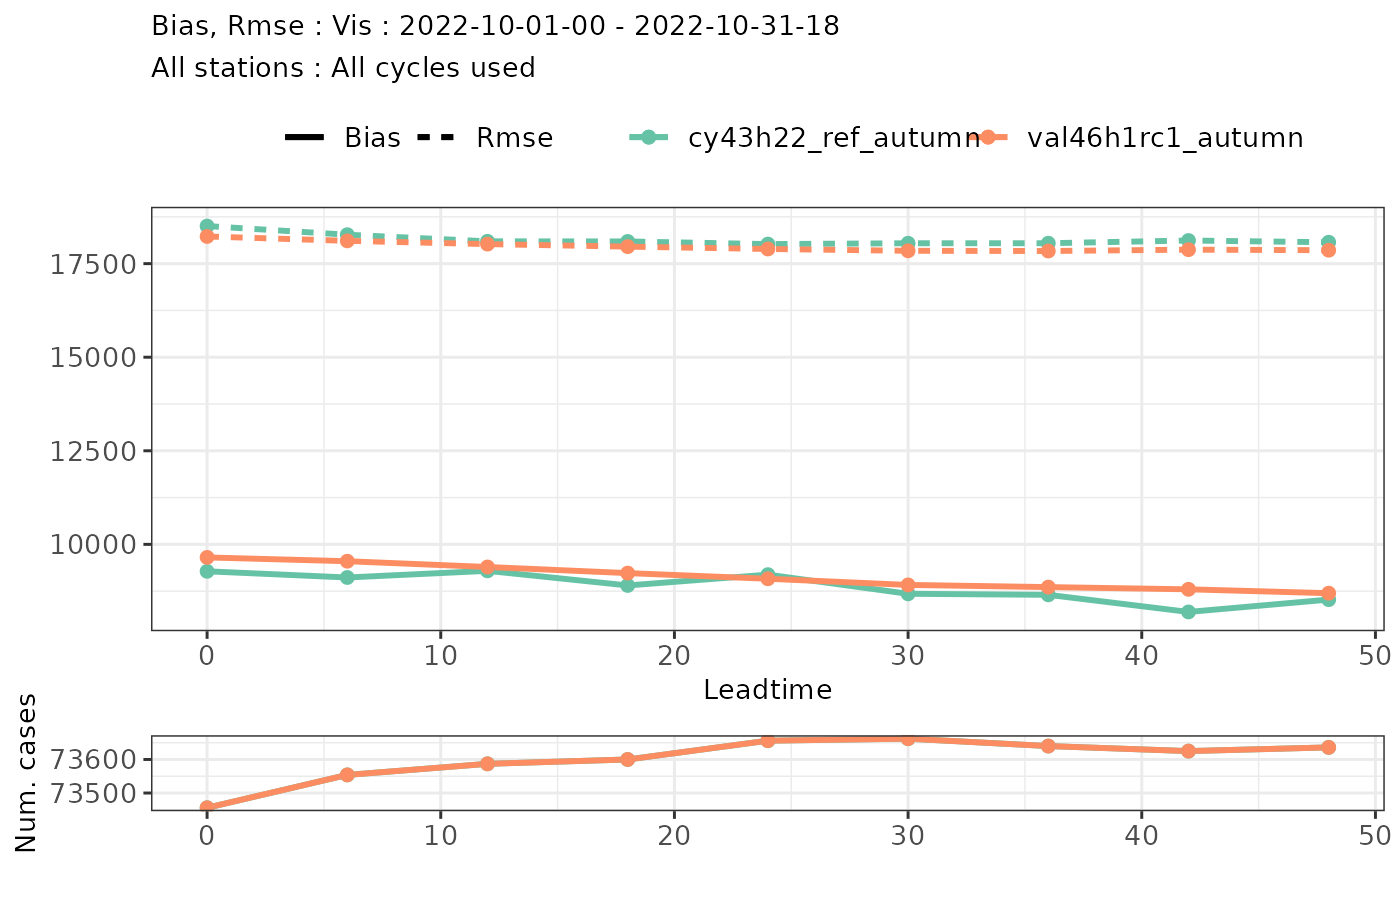 Bias, Rmse : Vis : 2022-10-01-00 - 2022-10-31-18
All stations : All cycles used
Bias Rmse cy43h22_ref_autumn val46h1rc1_autumn
17500
15000
12500
10000
0 10 20 30 40 50
Leadtime
Num. cases
73600
73500
0 10 20 30 40 50